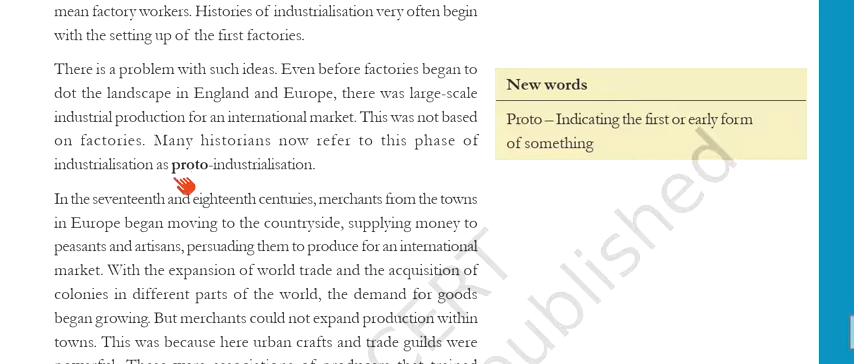 mean factory workers. Histories of industrialisation very often begin
with the setting up of the first factories.
There is a problem with such ideas. Even before factories began to
dot the landscape in England and Europe, there was large-scale
industrial production for an international market. This was not based
on factories. Many historians now refer to this phase of
industrialisation as proto-industrialisation.
In the seventeenth and eighteenth centuries, merchants from the towns
in Europe began moving to the countryside, supplying money to
peasants and artisans, persuading them to produce for an international
market. With the expansion of world trade and the acquisition of
colonies in different parts of the world, the demand for goods
began growing. But merchants could not expand production within
towns. This was because here urban crafts and trade guilds were
New words
Proto – Indicating the first or early form
of something